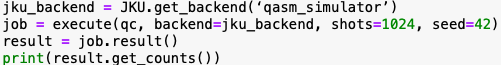 jku_backend = JKU.get_backend(‘qasm_simulator’)
job = execute(qc, backend=jku_backend, shots=1024, seed=42)
result = job.result()
print(result.get_counts())